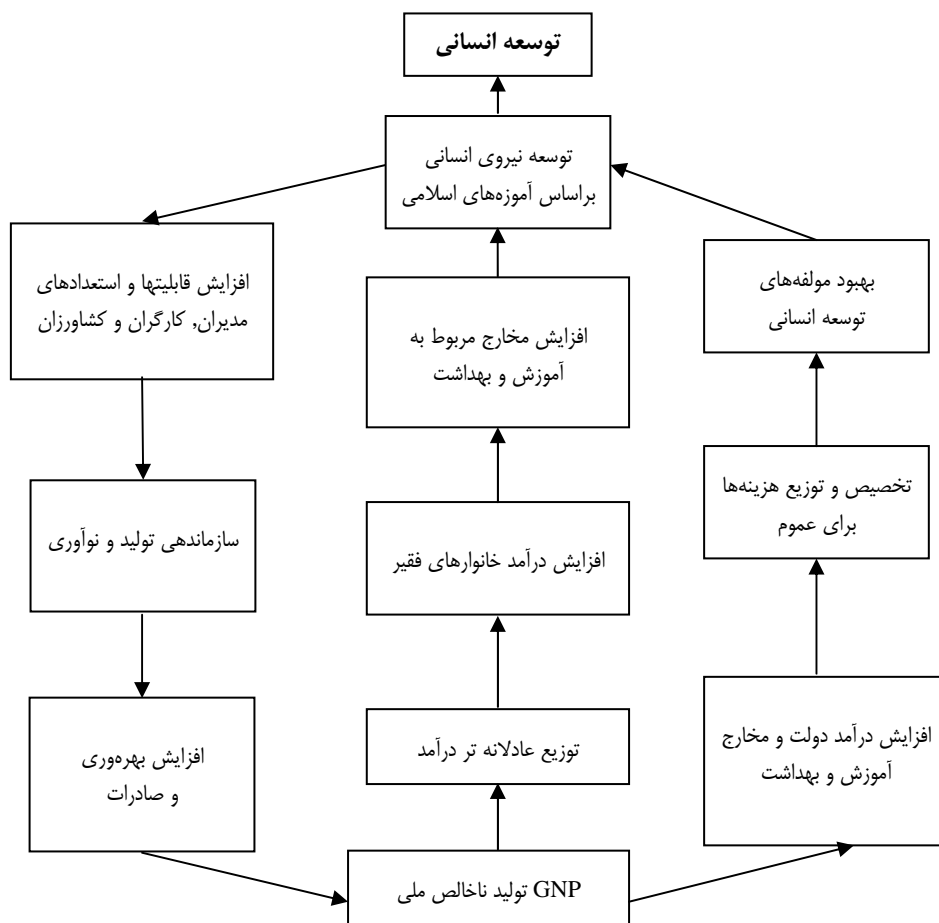 توسعه انسانی
توسعه نیروی انسانی
براساس آموزه‌های اسلامی
بهبود مولفه‌های
توسعه انسانی
افزایش مخارج مربوط به
آموزش و بهداشت
افزایش قابلیتها و استعدادهای
مدیران, کارگران و کشاورزان
تخصیص و توزیع هزینه‌ها
برای عموم
افزایش درآمد خانوارهای فقیر
سازماندهی تولید و نوآوری
افزایش درآمد دولت و مخارج
آموزش و بهداشت
توزیع عادلانه تر درآمد
افزایش بهره‌وری
و صادرات
GNP تولید ناخالص ملی